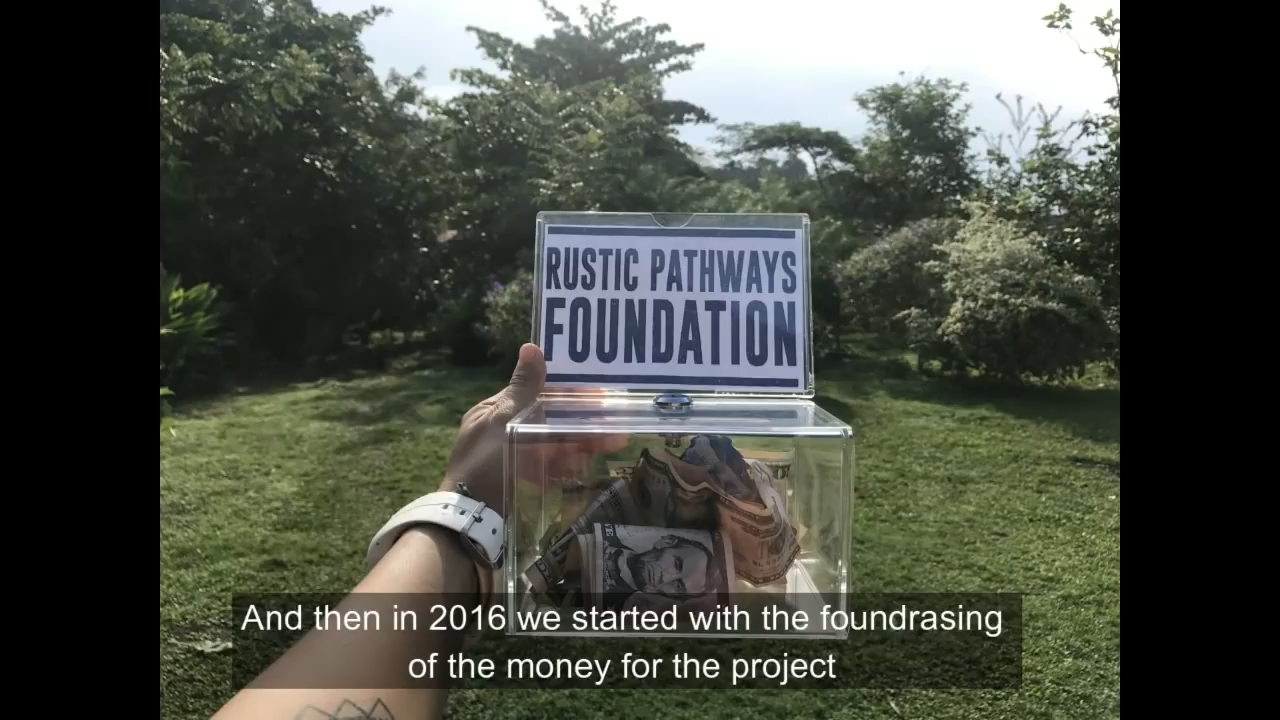 RUSTIC PATHWAYS
FOUNDATION
And then in 2016 we started with the foundrasing
of the money for the project